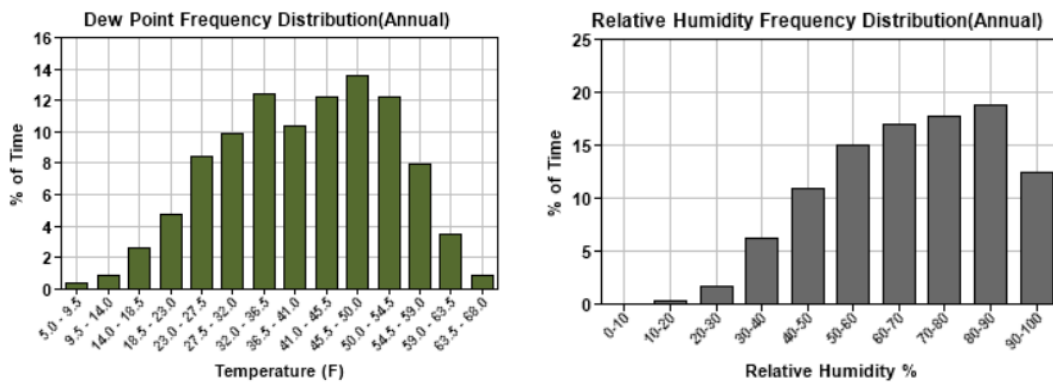 Dew Point Frequency Distribution(Annual)
16
14
12
10
8
6
4
2
0
% of Time
5.0 - 9.5
9.5 - 14.0
14.0 - 18.5
18.5 - 23.0
23.0 - 27.5
27.5 - 32.0
32.0 - 36.5
36.5 - 41.0
41.0 - 45.5
45.5 - 50.0
50.0 - 54.5
54.5 - 59.0
59.0 - 63.5
63.5 - 68.0
Temperature (F)
Relative Humidity Frequency Distribution(Annual)
25
20
15
10
5
0
% of Time
0-10
10-20
20-30
30-40
40-50
50-60
60-70
70-80
80-90
90-100
Relative Humidity %